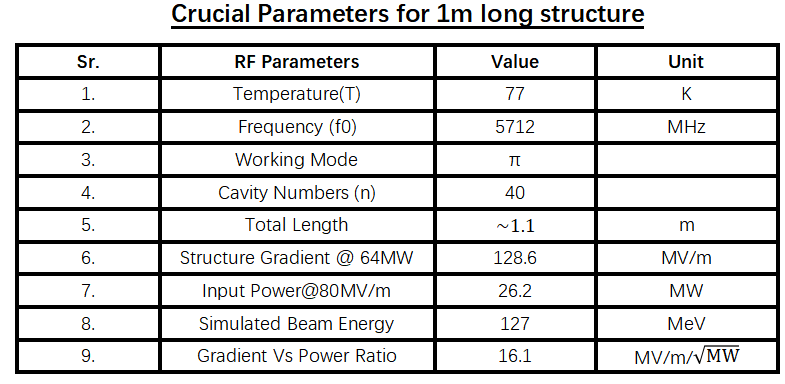 Crucial Parameters for 1m long structure
Sr. RF Parameters Value Unit
1. Temperature(T) 77 K
2. Frequency (f0) 5712 MHz
3. Working Mode π
4. Cavity Numbers (n) 40
5. Total Length ~1.1 m
6. Structure Gradient @ 64MW 128.6 MV/m
7. Input Power@80MV/m 26.2 MW
8. Simulated Beam Energy 127 MeV
9. Gradient Vs Power Ratio 16.1 MV/m/√MW